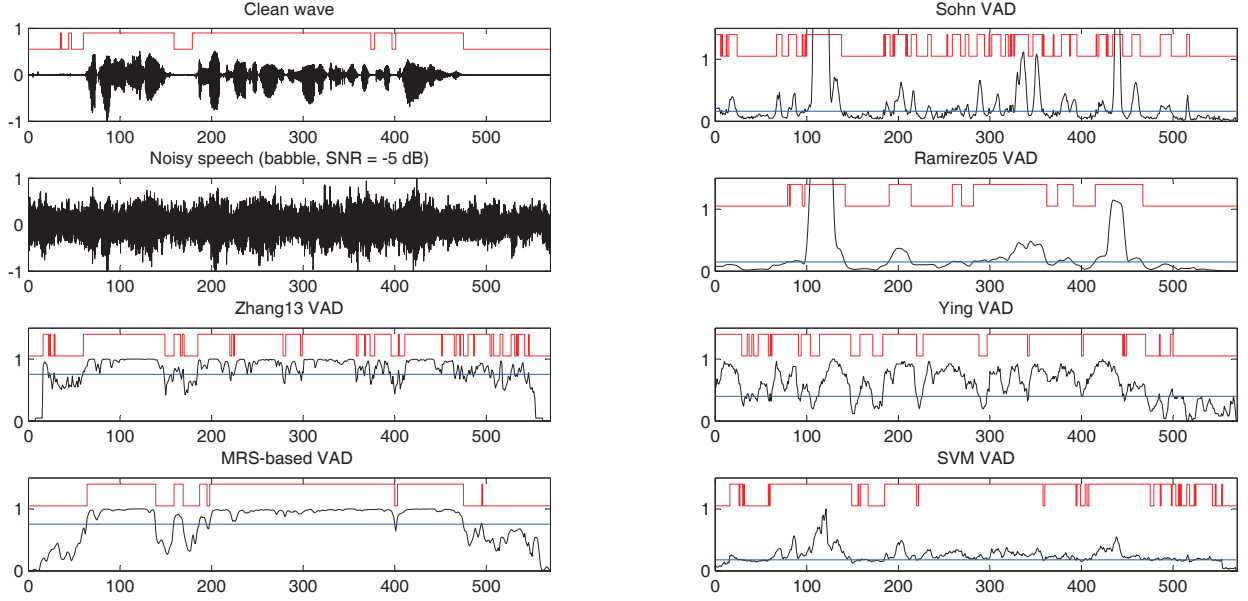 Clean wave
1
0
-1
0 100 200 300 400 500
Noisy speech (babble, SNR = -5 dB)
1
0
-1
0 100 200 300 400 500
Zhang13 VAD
1
0
0 100 200 300 400 500
MRS-based VAD
1
0
0 100 200 300 400 500
Sohn VAD
1
0
0 100 200 300 400 500
Ramirez05 VAD
1
0
0 100 200 300 400 500
Ying VAD
1
0
0 100 200 300 400 500
SVM VAD
1
0
0 100 200 300 400 500